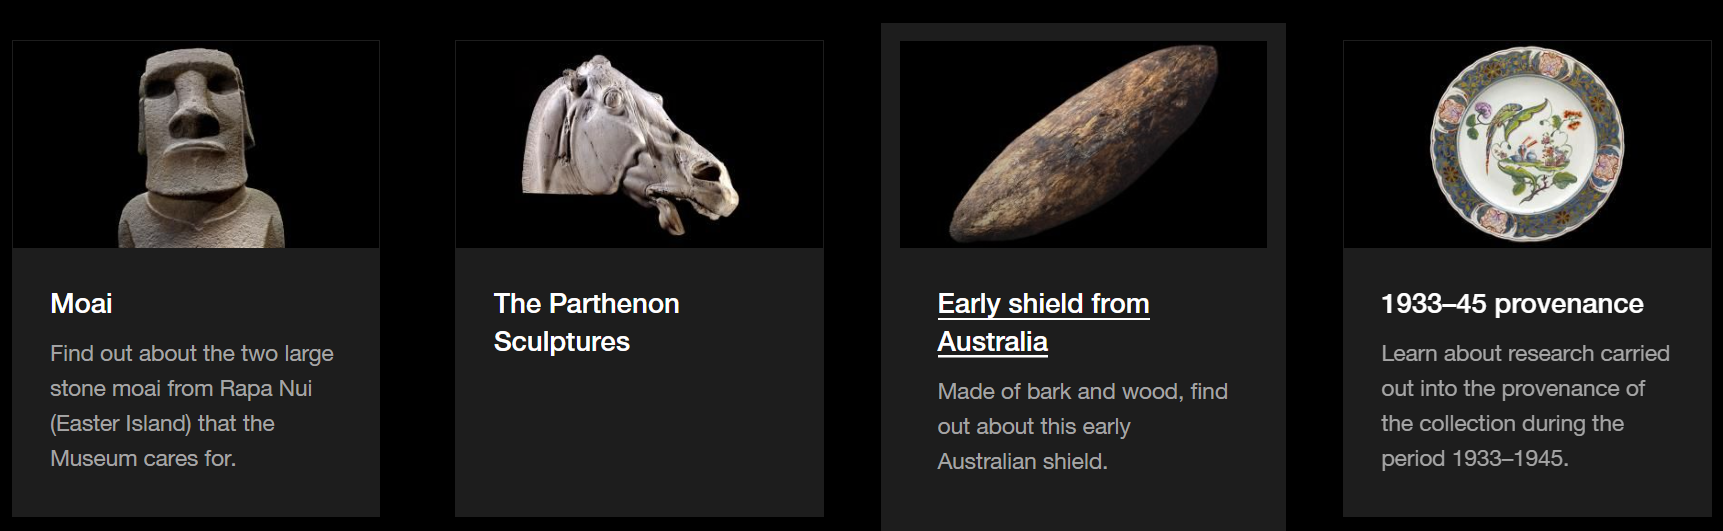 Moai
Find out about the two large
stone moai from Rapa Nui
(Easter Island) that the
Museum cares for.
The Parthenon
Sculptures
Early shield from
Australia
Made of bark and wood, find
out about this early
Australian shield.
1933–45 provenance
Learn about research carried
out into the provenance of
the collection during the
period 1933–1945.